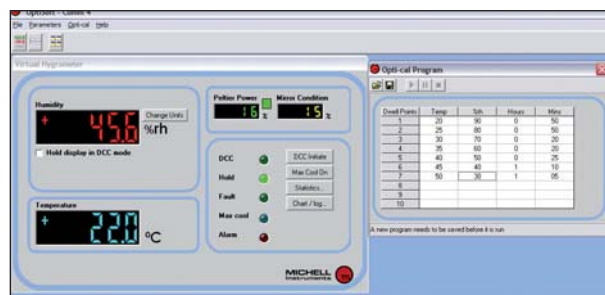 OptiSoft - Comm 4
File Parameters Opti-cal Help
Virtual Hygrometer
Humidity
+ 45.6 %rh
Change Units
Hold display in DCC mode
Temperature
+ 22.0 °C
Peltier Power Mirror Condition
16 % 15 %
DCC
Hold
Fault
Max cool
Alarm
DCC Initiate
Max Cool On
Statistics...
Chart / log...
MICHELL
Instruments
Opti-cal Program
Dwell Points Temp %rh Hours Mins
1 20 90 0 50
2 25 80 0 50
3 30 70 0 20
4 35 60 0 20
5 40 50 0 25
6 45 40 1 10
7 50 30 1 05
8
9
10
A new program needs to be saved before it is run